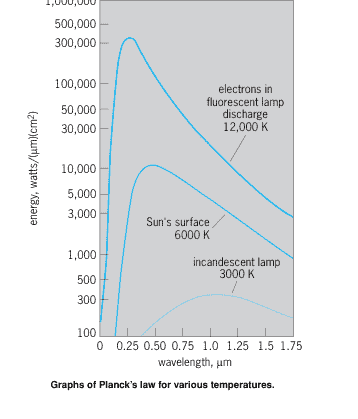 1,000,000
500,000
300,000
100,000
50,000
30,000
10,000
5,000
3,000
1,000
500
300
100
energy, watts/(μm)(cm²)
electrons in
fluorescent lamp
discharge
12,000 K
Sun's surface
6000 K
incandescent lamp
3000 K
0 0.25 0.50 0.75 1.0 1.25 1.5 1.75
wavelength, μm
Graphs of Planck's law for various temperatures.